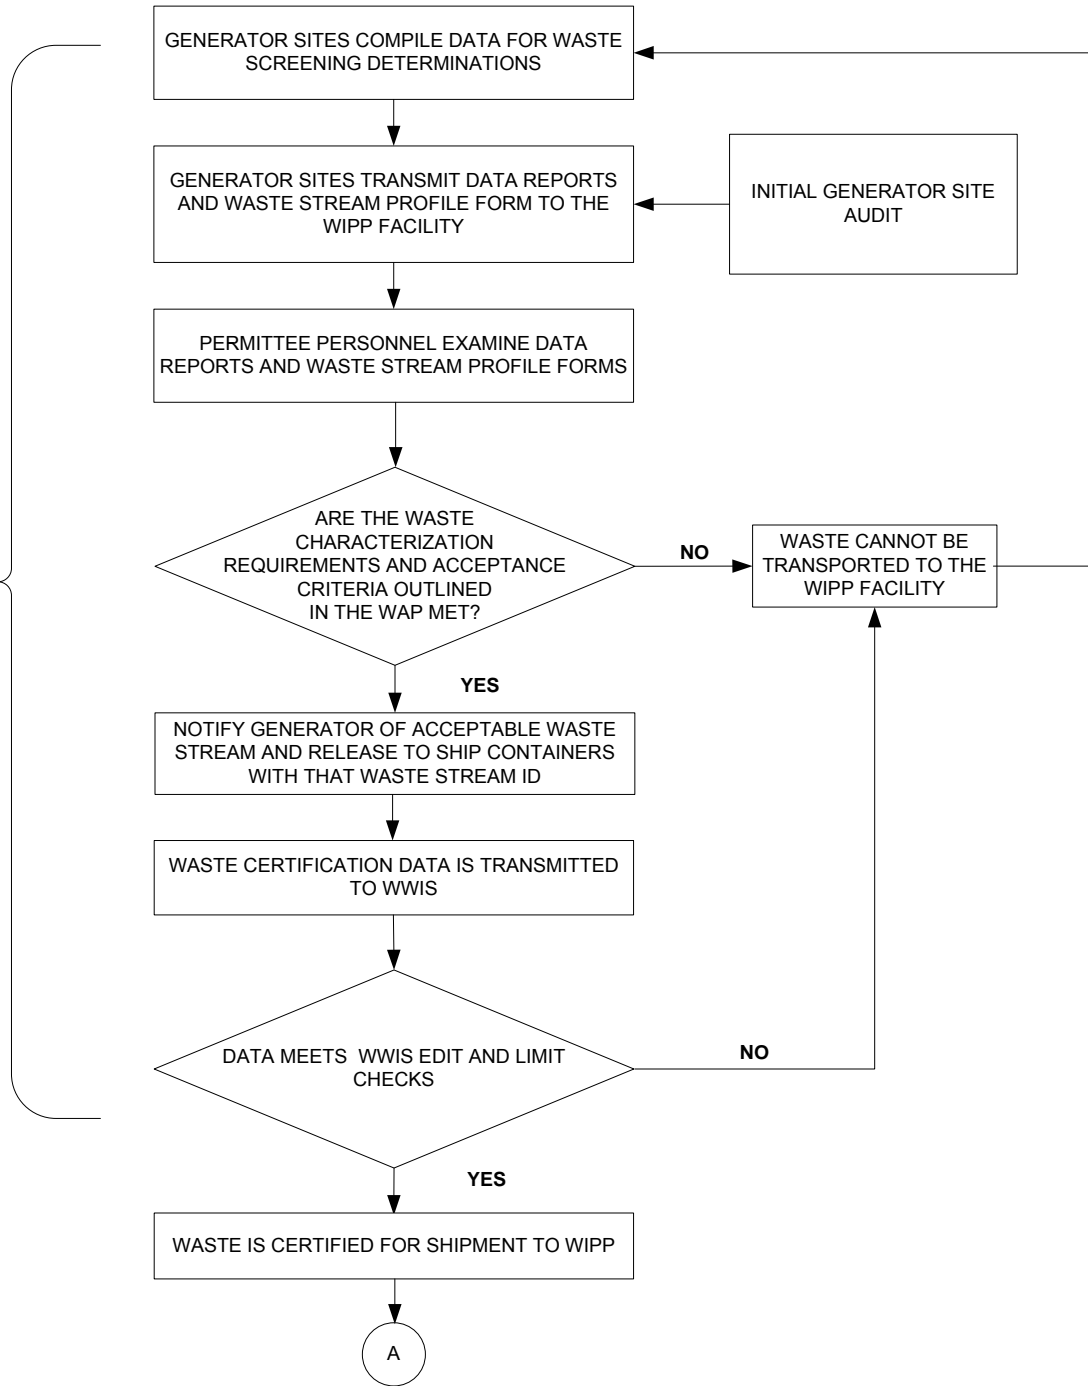 GENERATOR SITES COMPILE DATA FOR WASTE
SCREENING DETERMINATIONS
GENERATOR SITES TRANSMIT DATA REPORTS
AND WASTE STREAM PROFILE FORM TO THE
WIPP FACILITY
INITIAL GENERATOR SITE
AUDIT
PERMITTEE PERSONNEL EXAMINE DATA
REPORTS AND WASTE STREAM PROFILE FORMS
ARE THE WASTE
CHARACTERIZATION
REQUIREMENTS AND ACCEPTANCE
CRITERIA OUTLINED
IN THE WAP MET?
NO
WASTE CANNOT BE
TRANSPORTED TO THE
WIPP FACILITY
YES
NOTIFY GENERATOR OF ACCEPTABLE WASTE
STREAM AND RELEASE TO SHIP CONTAINERS
WITH THAT WASTE STREAM ID
WASTE CERTIFICATION DATA IS TRANSMITTED
TO WWIS
DATA MEETS  WWIS EDIT AND LIMIT
CHECKS
NO
YES
WASTE IS CERTIFIED FOR SHIPMENT TO WIPP
A